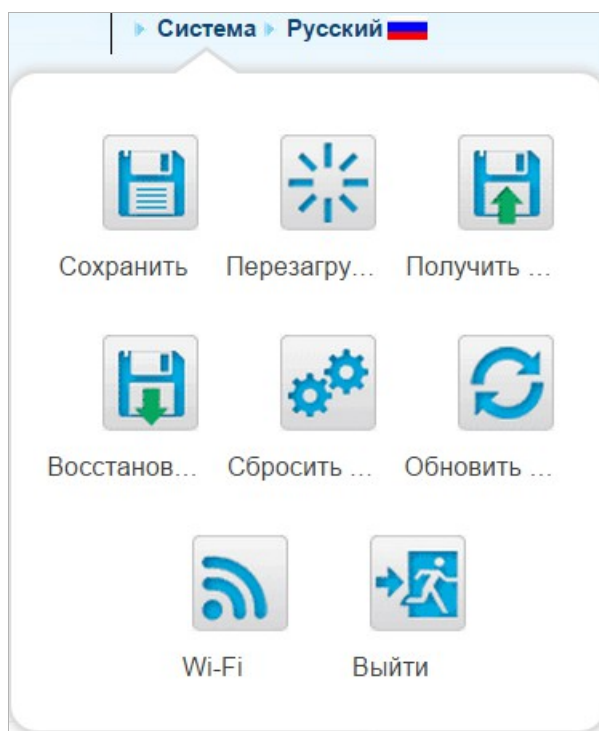 Система Русский
Сохранить Перезагру... Получить ...
Восстанов... Сбросить ... Обновить ...
Wi-Fi Выйти